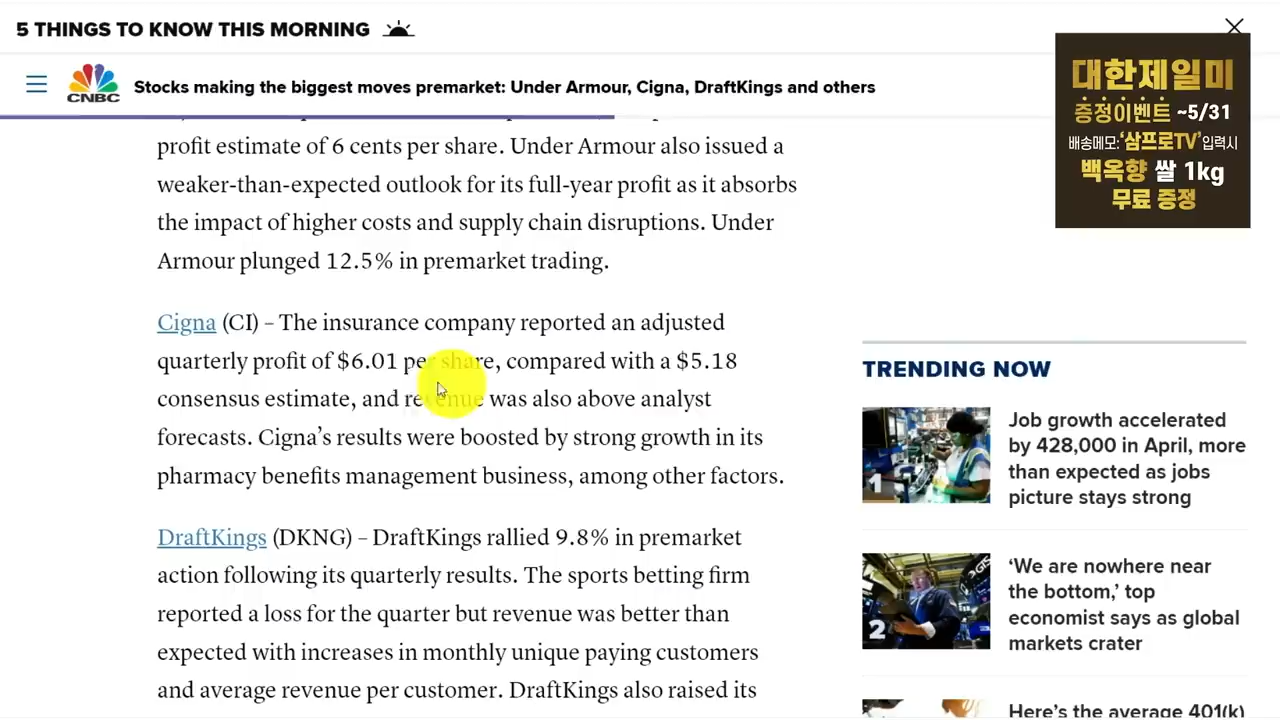 5 THINGS TO KNOW THIS MORNING
CNBC
Stocks making the biggest moves premarket: Under Armour, Cigna, DraftKings and others
대한제일미
증정이벤트 ~5/31
배송메모:‘삼프로TV’입력시
백옥향 쌀 1kg
무료 증정
profit estimate of 6 cents per share. Under Armour also issued a
weaker-than-expected outlook for its full-year profit as it absorbs
the impact of higher costs and supply chain disruptions. Under
Armour plunged 12.5% in premarket trading.
Cigna (CI) – The insurance company reported an adjusted
quarterly profit of $6.01 per share, compared with a $5.18
consensus estimate, and revenue was also above analyst
forecasts. Cigna’s results were boosted by strong growth in its
pharmacy benefits management business, among other factors.
DraftKings (DKNG) – DraftKings rallied 9.8% in premarket
action following its quarterly results. The sports betting firm
reported a loss for the quarter but revenue was better than
expected with increases in monthly unique paying customers
and average revenue per customer. DraftKings also raised its
TRENDING NOW
1
Job growth accelerated
by 428,000 in April, more
than expected as jobs
picture stays strong
2
‘We are nowhere near
the bottom,’ top
economist says as global
markets crater
Here’s the average 401(k)